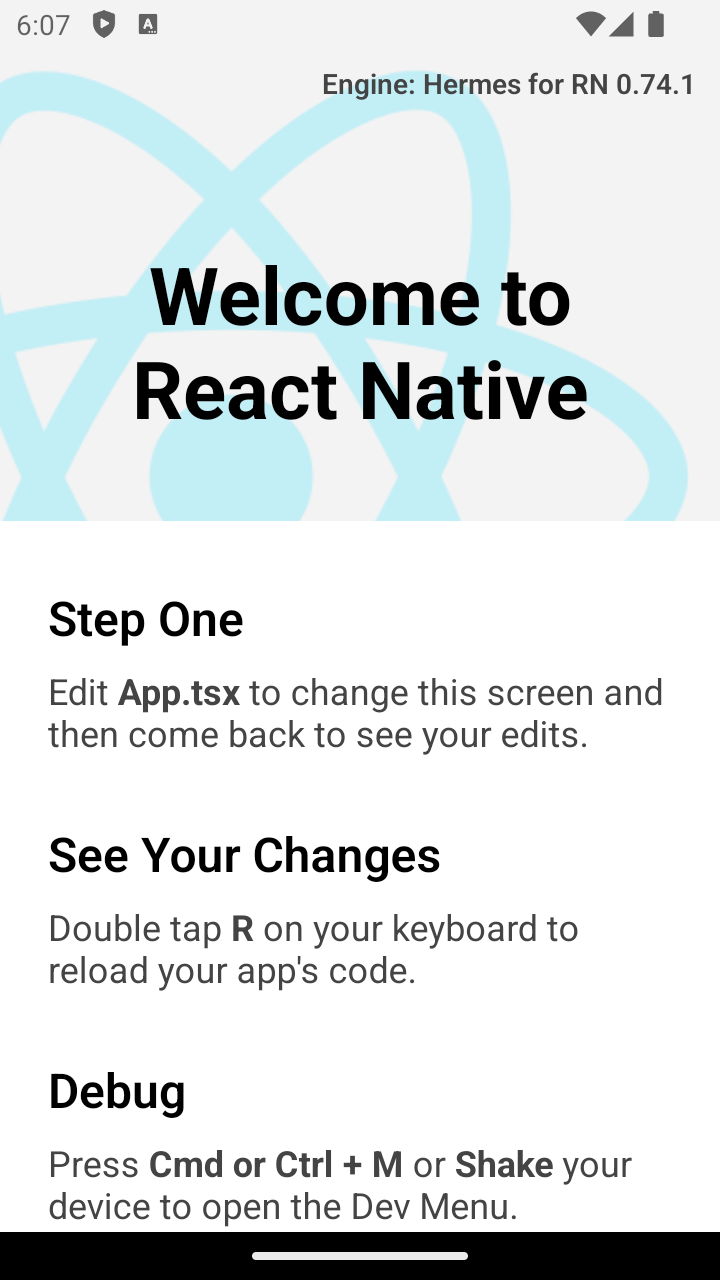 6:07
Engine: Hermes for RN 0.74.1
Welcome to
React Native
Step One
Edit App.tsx to change this screen and
then come back to see your edits.
See Your Changes
Double tap R on your keyboard to
reload your app's code.
Debug
Press Cmd or Ctrl + M or Shake your
device to open the Dev Menu.